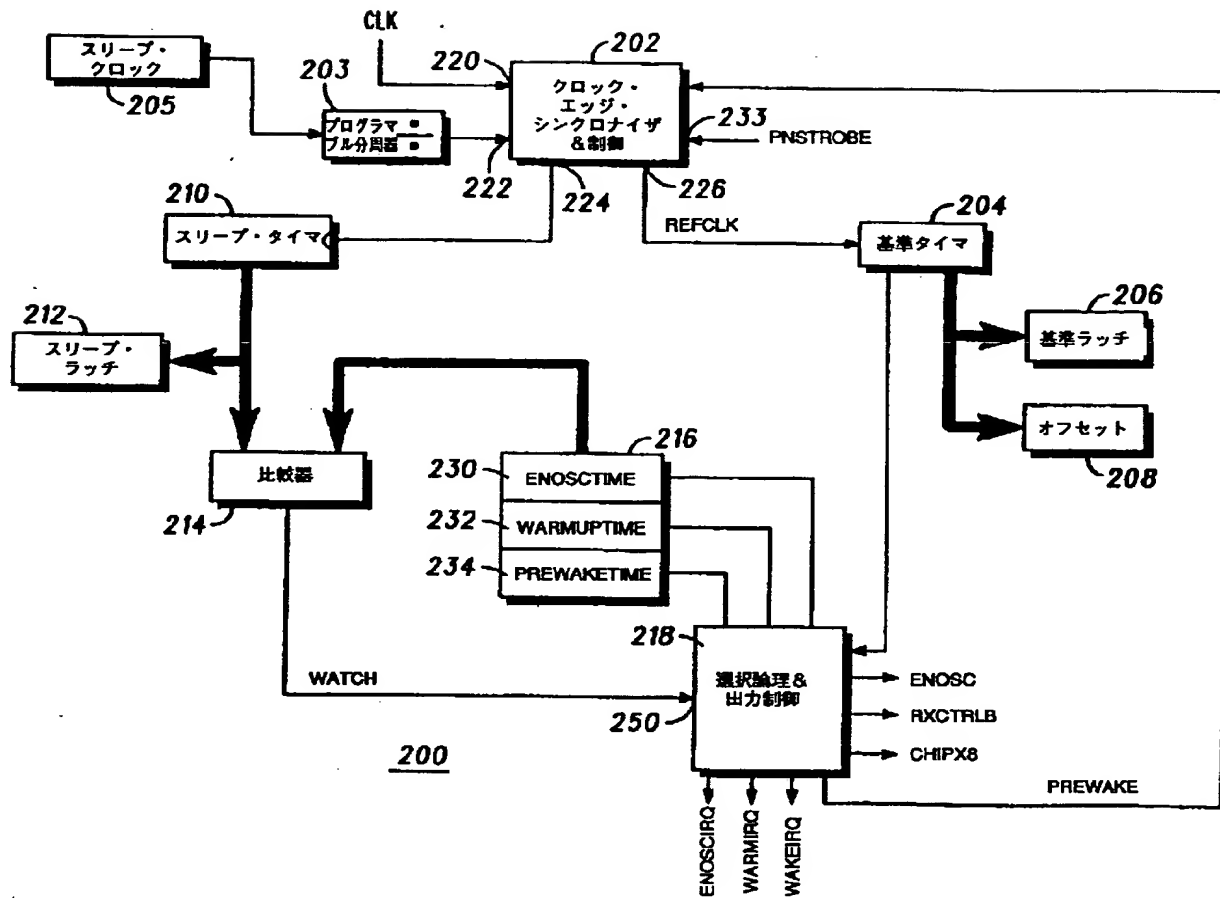 CLK
スリープ・
クロック
205
203
プログラマ
ブル分周器
220
202
クロック・
エッジ・
シンクロナイザ
&制御
233
PNSTROBE
222
224
226
210
スリープ・タイマ
REFCLK
204
基準タイマ
212
スリープ・
ラッチ
206
基準ラッチ
オフセット
208
比較器
214
216
230
ENOSCTIME
232
WARMUPTIME
234
PREWAKETIME
218
選択論理&
出力制御
250
WATCH
ENOSC
RXCTRLB
CHIPX8
200
PREWAKE
ENOSCIRQ
WARMIRQ
WAKEIRQ